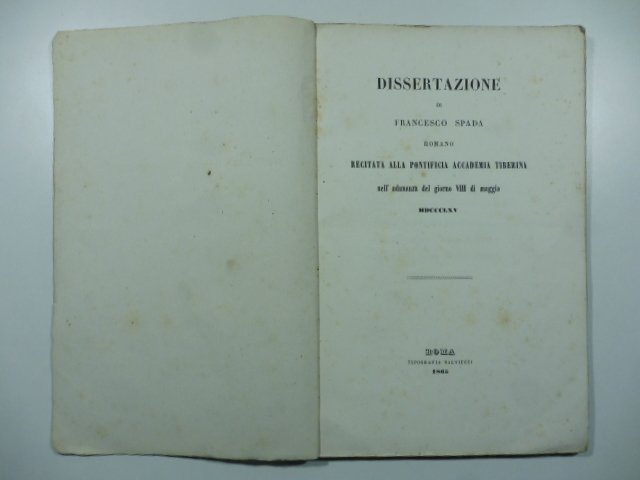 DISSERTAZIONE
DI
FRANCESCO SPADA
ROMANO
RECITATA ALLA PONTIFICIA ACCADEMIA TIBERINA
nell' adunanza del giorno VIII di maggio
MDCCCLXV
ROMA
TIPOGRAFIA SALVIUCCI
1865